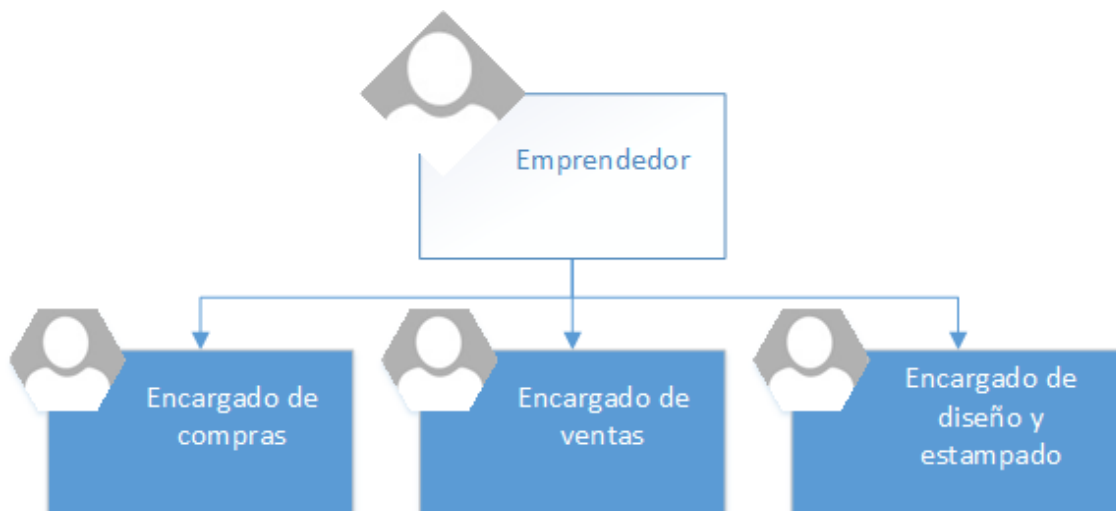 Emprendedor
Encargado de
compras
Encargado de
ventas
Encargado de
diseño y
estampado